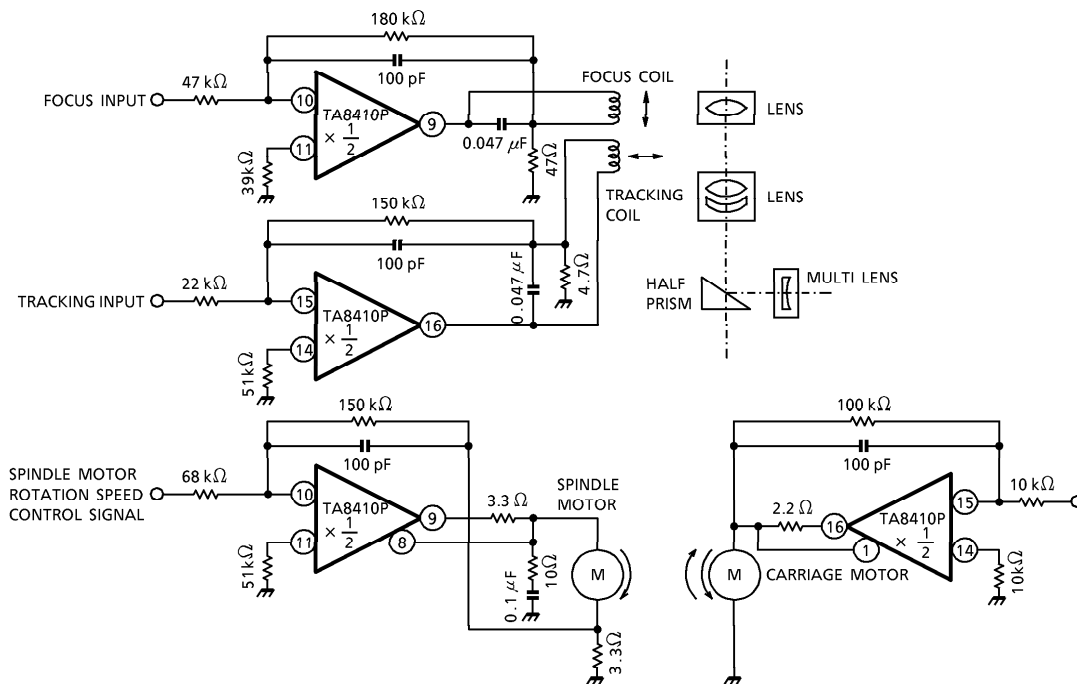 180 kΩ
100 pF
47 kΩ
FOCUS INPUT
10
TA8410P
× 1/2
9
11
39kΩ
0.047 μF
47Ω
FOCUS COIL
LENS
TRACKING
COIL
LENS
150 kΩ
100 pF
22 kΩ
TRACKING INPUT
15
TA8410P
× 1/2
16
14
51kΩ
0.047 μF
4.7Ω
HALF
PRISM
MULTI LENS
150 kΩ
100 pF
SPINDLE MOTOR
ROTATION SPEED
CONTROL SIGNAL
68 kΩ
10
TA8410P
× 1/2
9
8
11
51kΩ
3.3 Ω
10Ω
0.1 μF
SPINDLE
MOTOR
M
3.3Ω
100 kΩ
100 pF
10 kΩ
15
TA8410P
× 1/2
16
1
14
2.2 Ω
10kΩ
M
CARRIAGE MOTOR